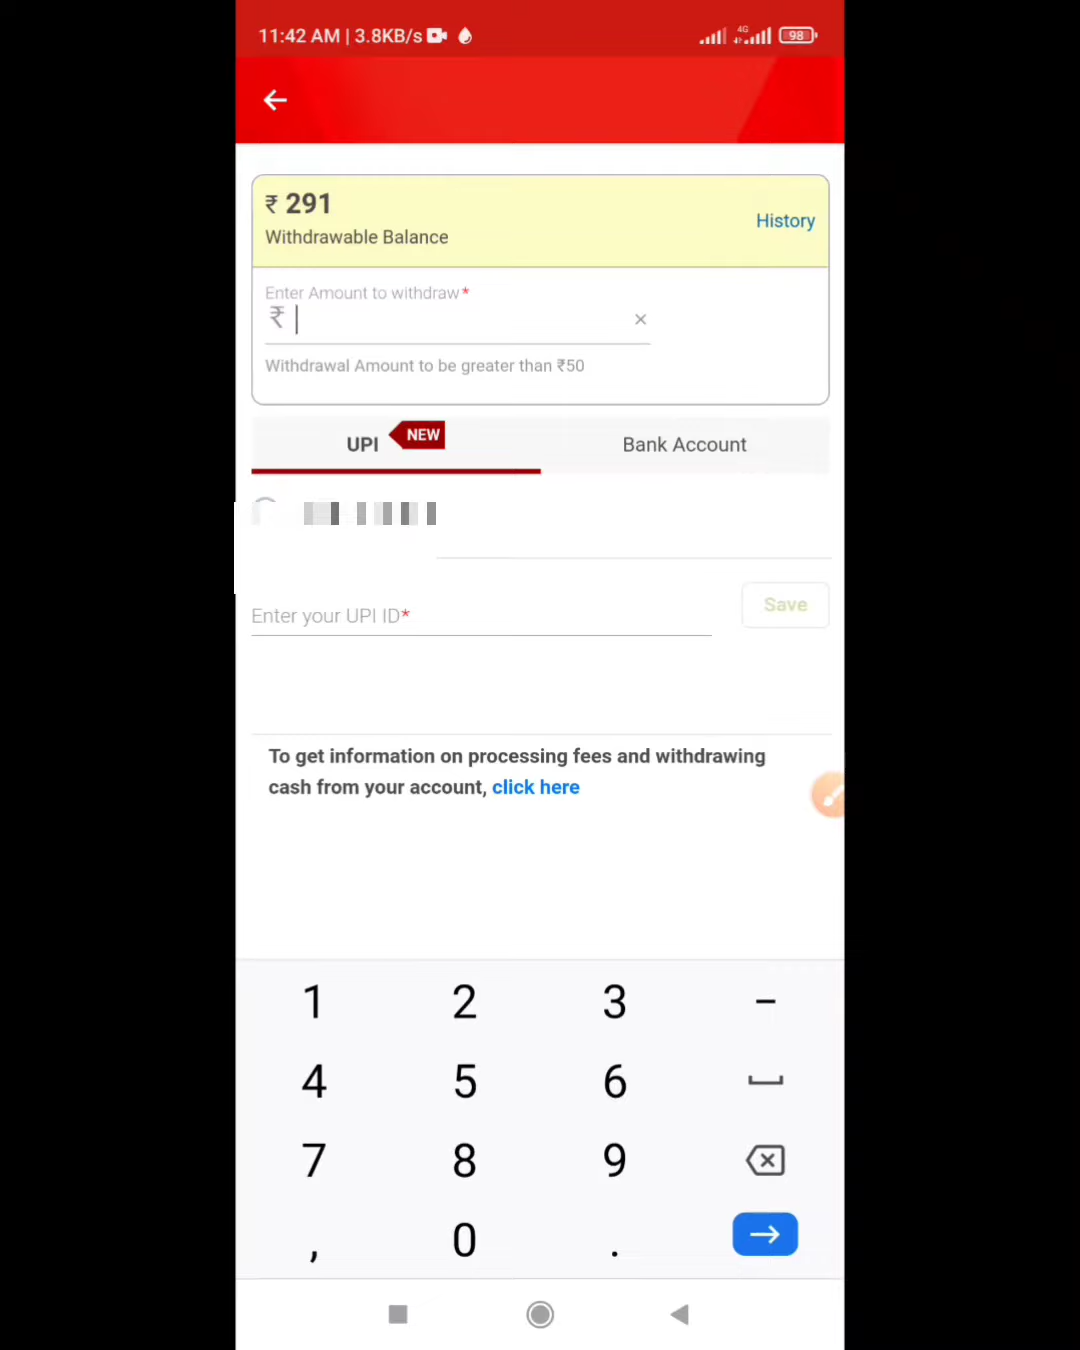 11:42 AM | 3.8KB/s 4G 98
₹ 291
Withdrawable Balance
History
Enter Amount to withdraw*
₹ ×
Withdrawal Amount to be greater than ₹50
UPI NEW Bank Account
Enter your UPI ID*
Save
To get information on processing fees and withdrawing
cash from your account, click here
1 2 3 –
4 5 6
7 8 9
, 0 .